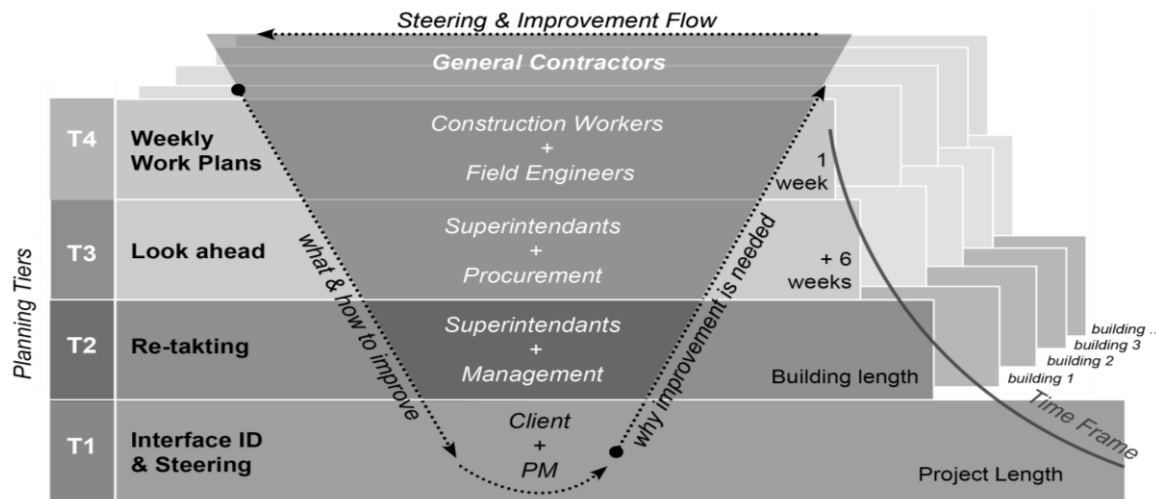 Steering & Improvement Flow
General Contractors
Planning Tiers
T4
Weekly
Work Plans
Construction Workers
+
Field Engineers
1
week
T3
Look ahead
Superintendants
+
Procurement
+ 6
weeks
what & how to improve
why improvement is needed
T2
Re-takting
Superintendants
+
Management
Building length
building ..
building 3
building 2
building 1
Time Frame
T1
Interface ID
& Steering
Client
+
PM
Project Length